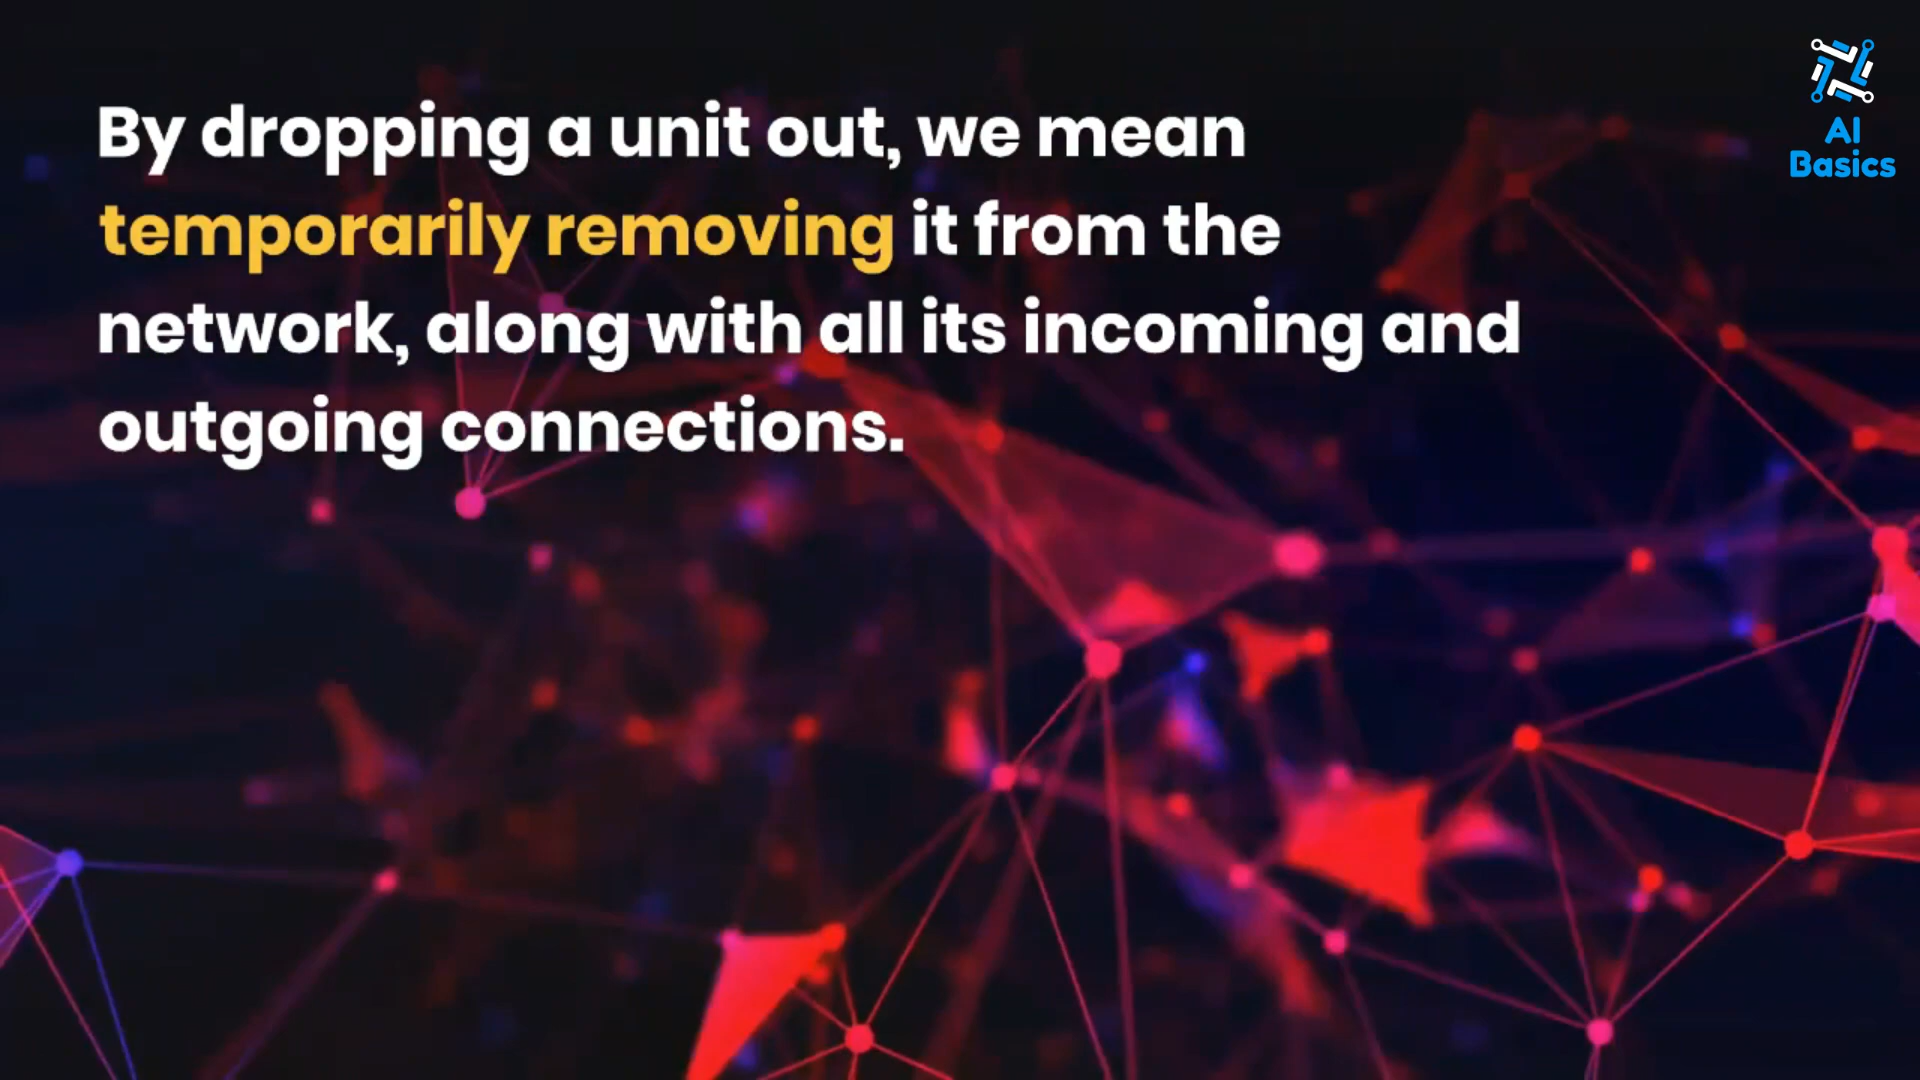 By dropping a unit out, we mean
temporarily removing it from the
network, along with all its incoming and
outgoing connections.
AI
Basics